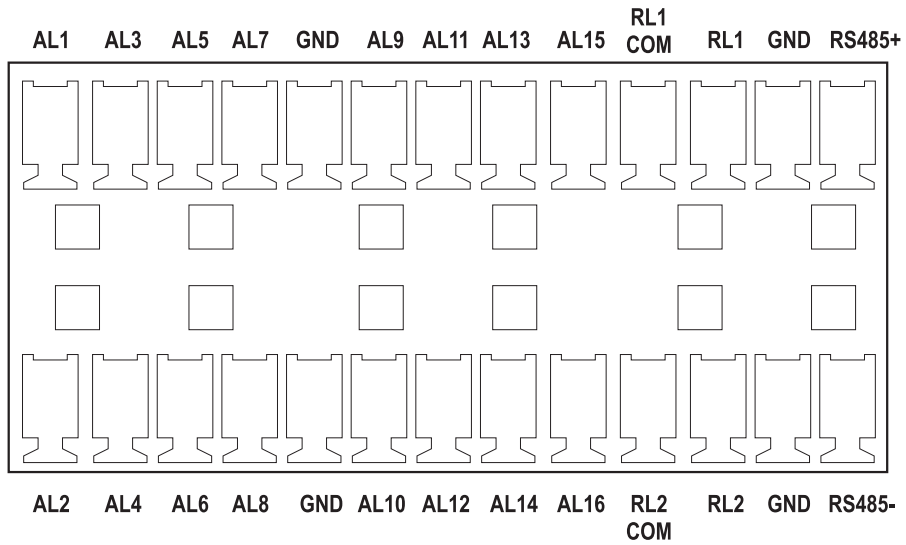 AL1 AL3 AL5 AL7 GND AL9 AL11 AL13 AL15 RL1 COM RL1 GND RS485+
AL2 AL4 AL6 AL8 GND AL10 AL12 AL14 AL16 RL2 COM RL2 GND RS485-